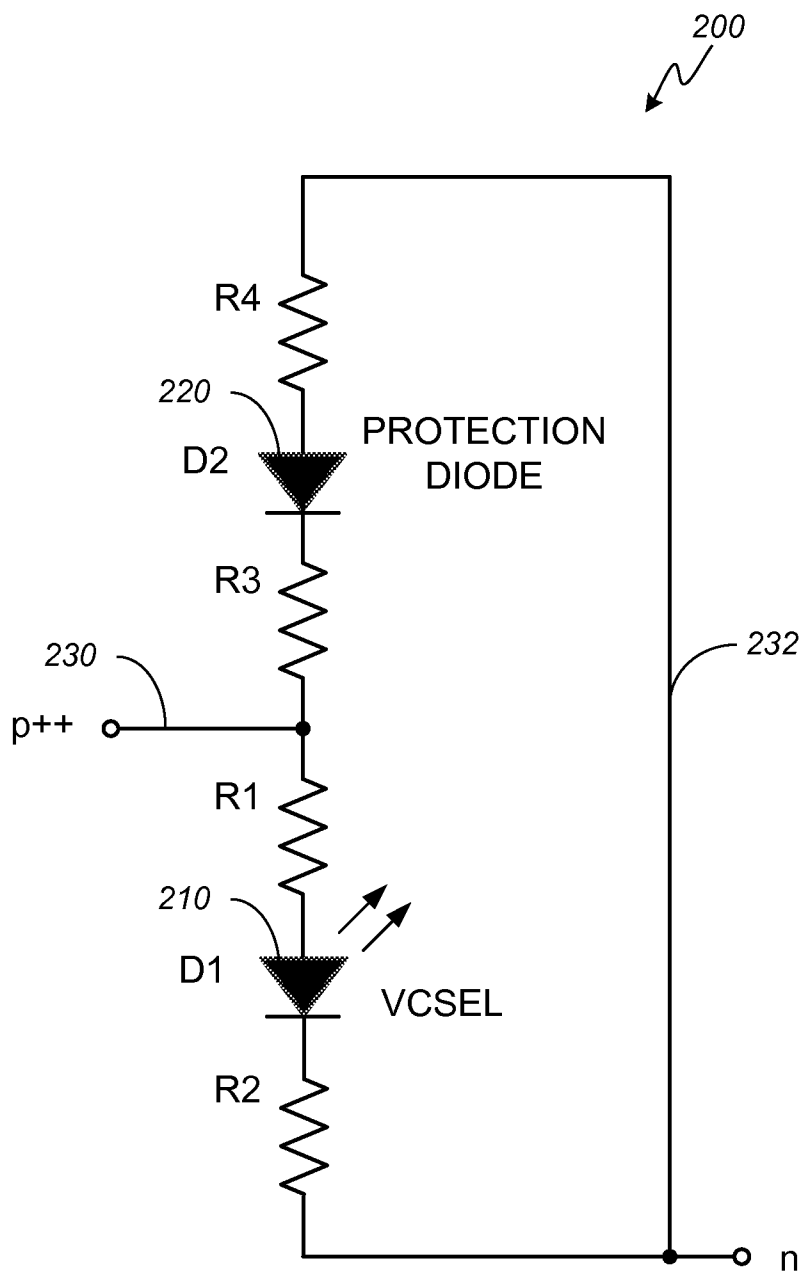 200
R4
220
D2
PROTECTION
DIODE
R3
230
232
p++
R1
210
D1
VCSEL
R2
n